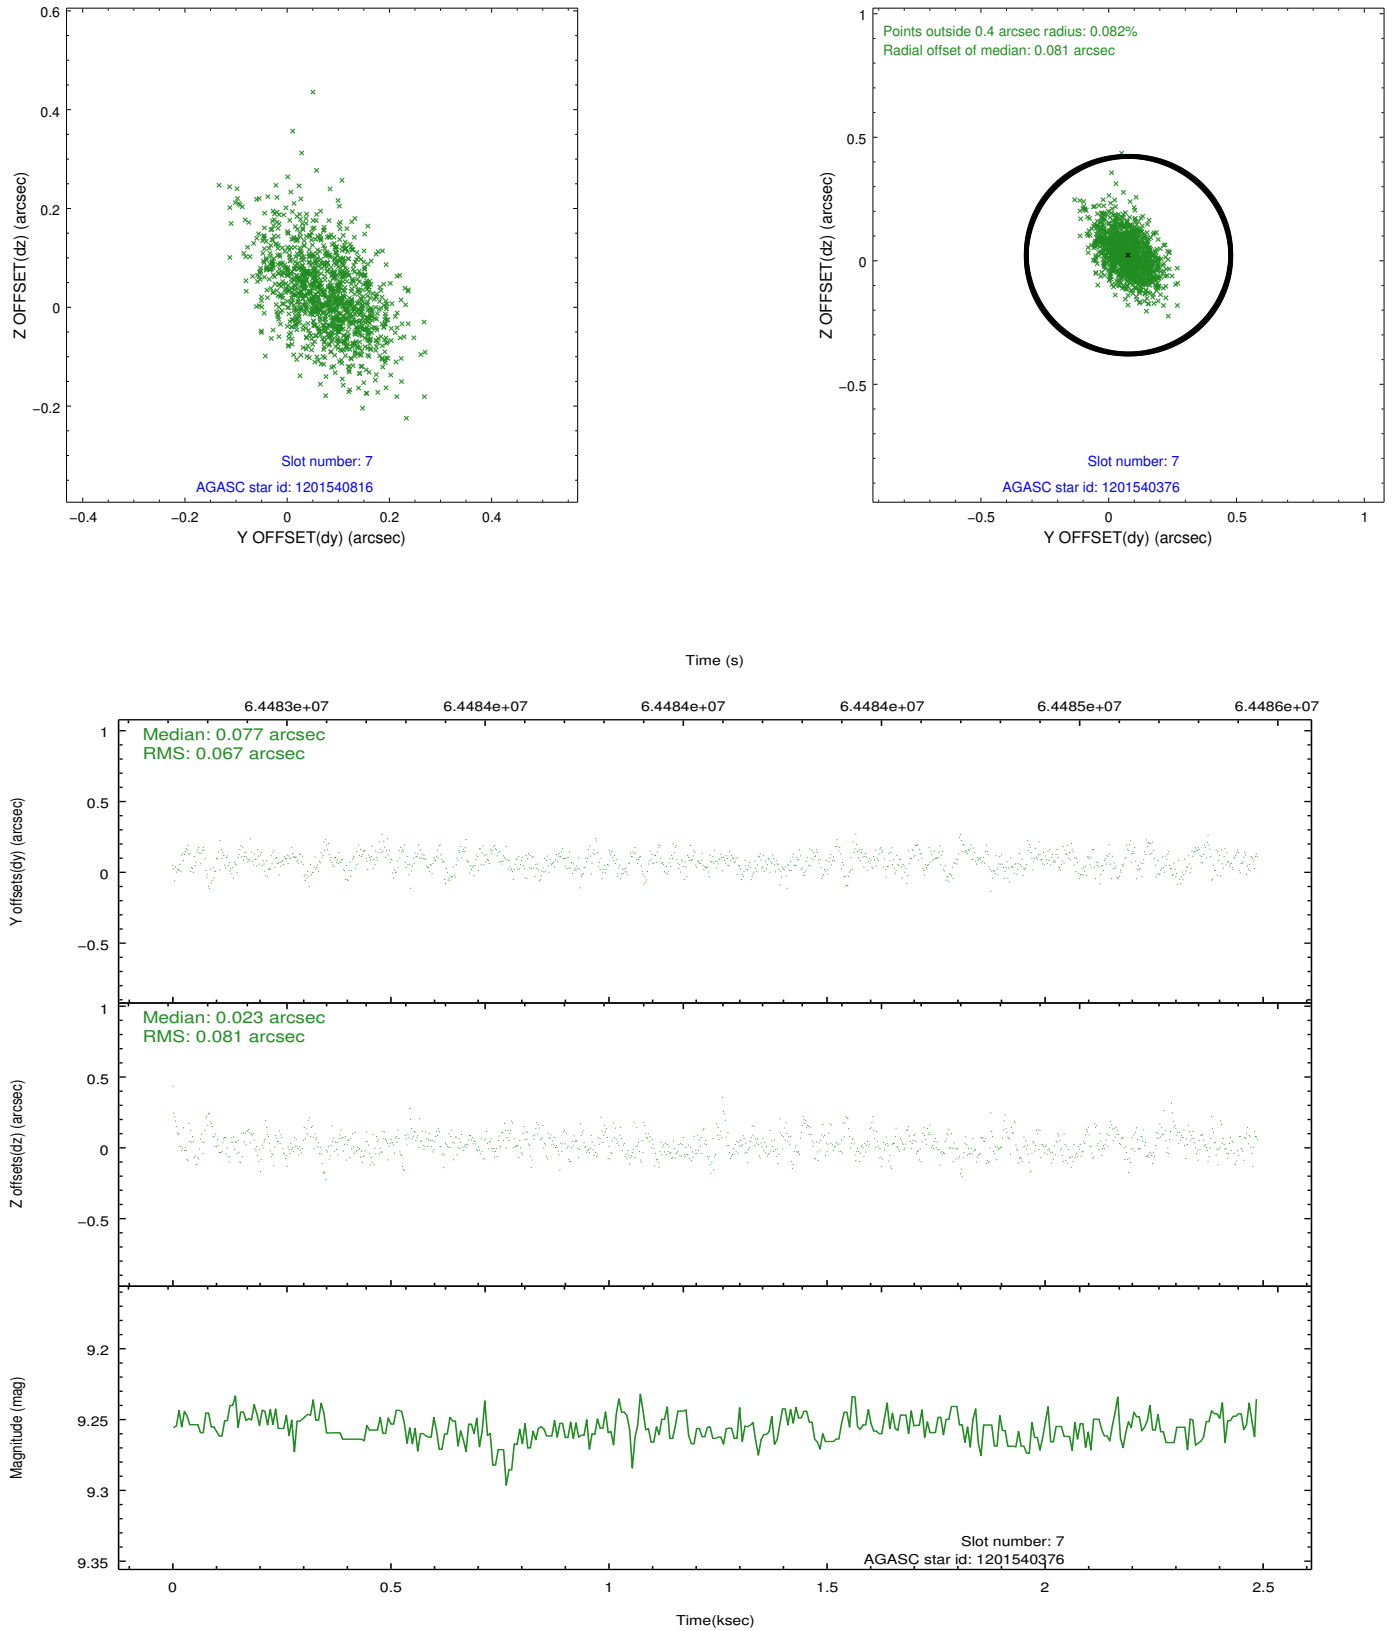 0.6
0.4
0.2
0
−0.2
Z OFFSET(dz) (arcsec)
Slot number: 7
AGASC star id: 1201540816
−0.4
−0.2
0
0.2
0.4
Y OFFSET(dy) (arcsec)
Points outside 0.4 arcsec radius: 0.082%
Radial offset of median: 0.081 arcsec
1
0.5
0
−0.5
Z OFFSET(dz) (arcsec)
Slot number: 7
AGASC star id: 1201540376
−0.5
0
0.5
1
Y OFFSET(dy) (arcsec)
Time (s)
6.4483e+07
6.4484e+07
6.4484e+07
6.4484e+07
6.4485e+07
6.4486e+07
Median: 0.077 arcsec
RMS: 0.067 arcsec
1
0.5
0
−0.5
Y offsets(dy) (arcsec)
Median: 0.023 arcsec
RMS: 0.081 arcsec
1
0.5
0
−0.5
Z offsets(dz) (arcsec)
9.2
9.25
9.3
9.35
Magnitude (mag)
Slot number: 7
AGASC star id: 1201540376
0
0.5
1
1.5
2
2.5
Time(ksec)